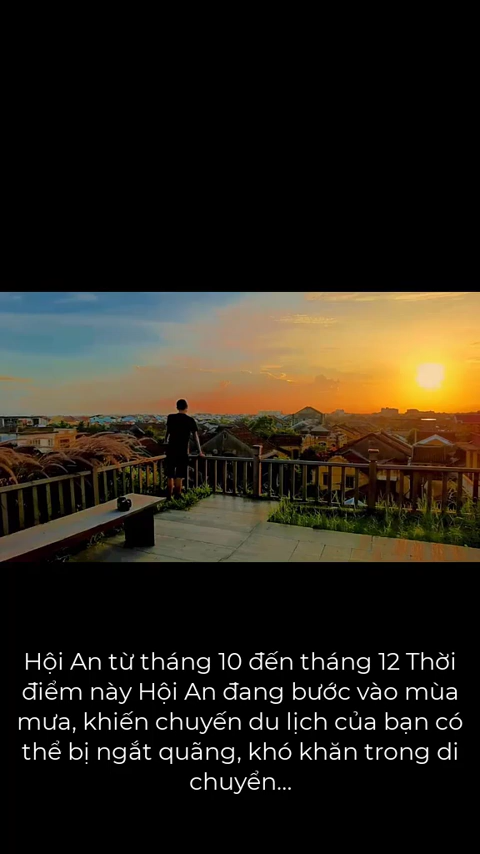 Hội An từ tháng 10 đến tháng 12 Thời
điểm này Hội An đang bước vào mùa
mưa, khiến chuyến du lịch của bạn có
thể bị ngắt quãng, khó khăn trong di
chuyển...